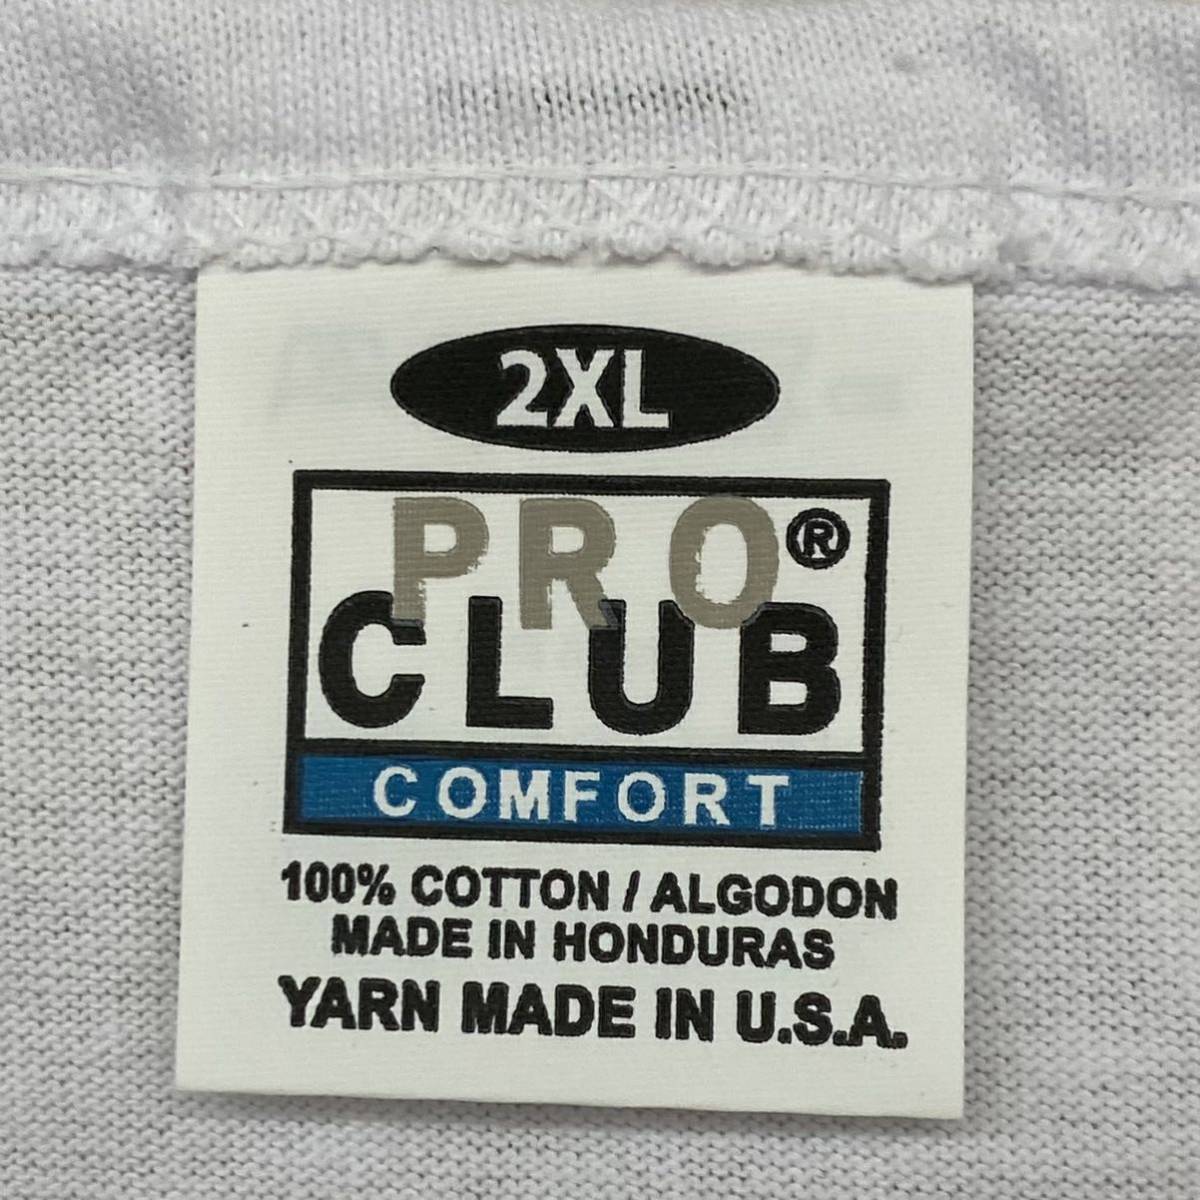 2XL
PRO®
CLUB
COMFORT
100% COTTON / ALGODON
MADE IN HONDURAS
YARN MADE IN U.S.A.